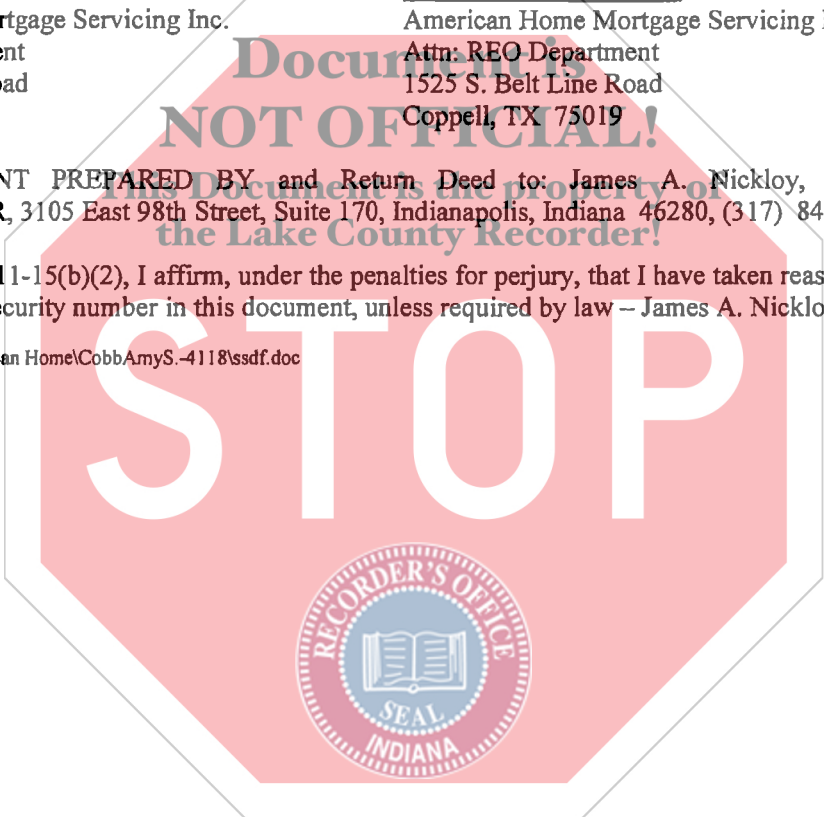 rtgage Servicing Inc.
American Home Mortgage Servicing
ent
Attn: REO Department
oad
1525 S. Belt Line Road
Coppell, TX 75019
Document is
NOT OFFICIAL!
This Document is the property of
the Lake County Recorder!
NT PREPARED BY and Return Deed to: James A. Nickloy,
R, 3105 East 98th Street, Suite 170, Indianapolis, Indiana 46280, (317) 84
11-15(b)(2), I affirm, under the penalties for perjury, that I have taken reas
ecurity number in this document, unless required by law – James A. Nicklo
an Home\CobbAmyS.-4118\ssdf.doc
STOP
RECORDER'S OFFICE
SEAL
INDIANA